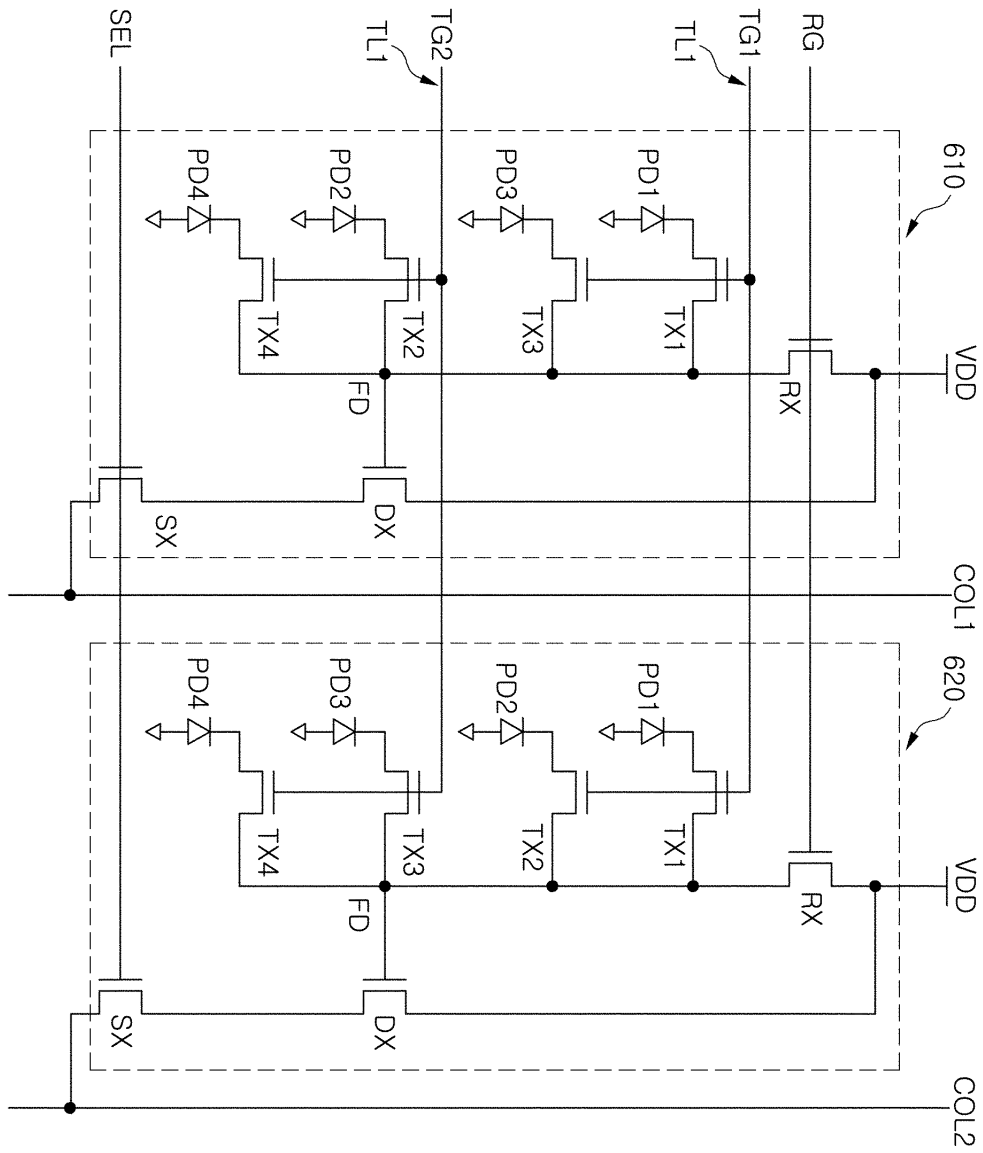 610
VDD
COL1
620
VDD
COL2
RG
RX
RX
TG1
TL1
PD1
TX1
PD1
TX1
PD3
TX3
PD2
TX2
TG2
TL1
PD2
TX2
FD
DX
PD3
TX3
FD
DX
PD4
TX4
PD4
TX4
SEL
SX
SX